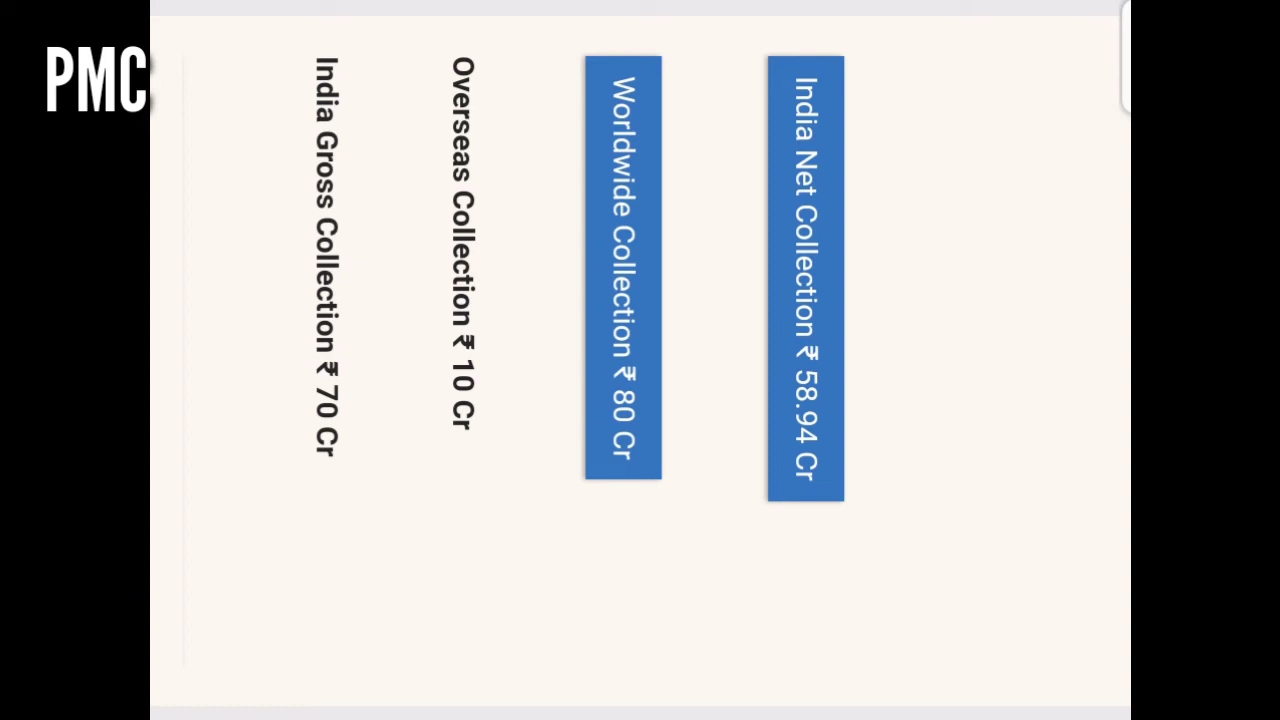 PMC
India Net Collection ₹ 58.94 Cr
Worldwide Collection ₹ 80 Cr
Overseas Collection ₹ 10 Cr
India Gross Collection ₹ 70 Cr